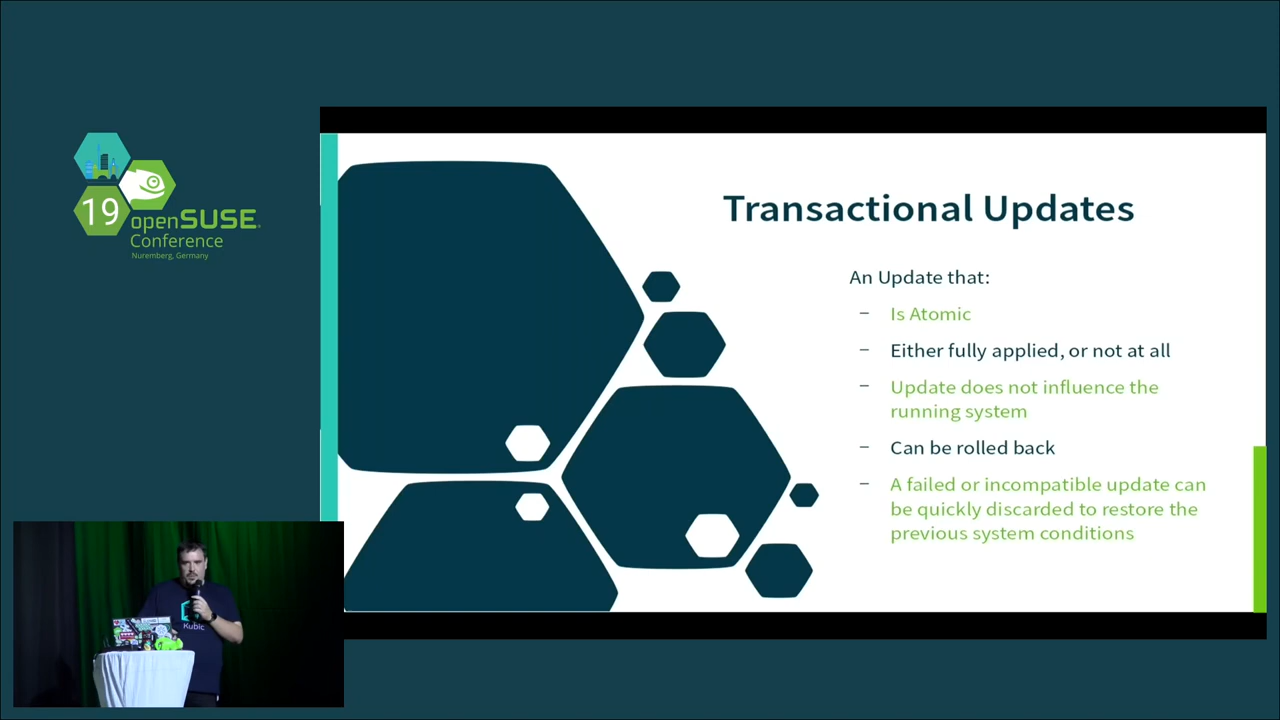 19
openSUSE
Conference
Nuremberg, Germany
Transactional Updates
An Update that:
– Is Atomic
– Either fully applied, or not at all
– Update does not influence the
running system
– Can be rolled back
– A failed or incompatible update can
be quickly discarded to restore the
previous system conditions
Kubic